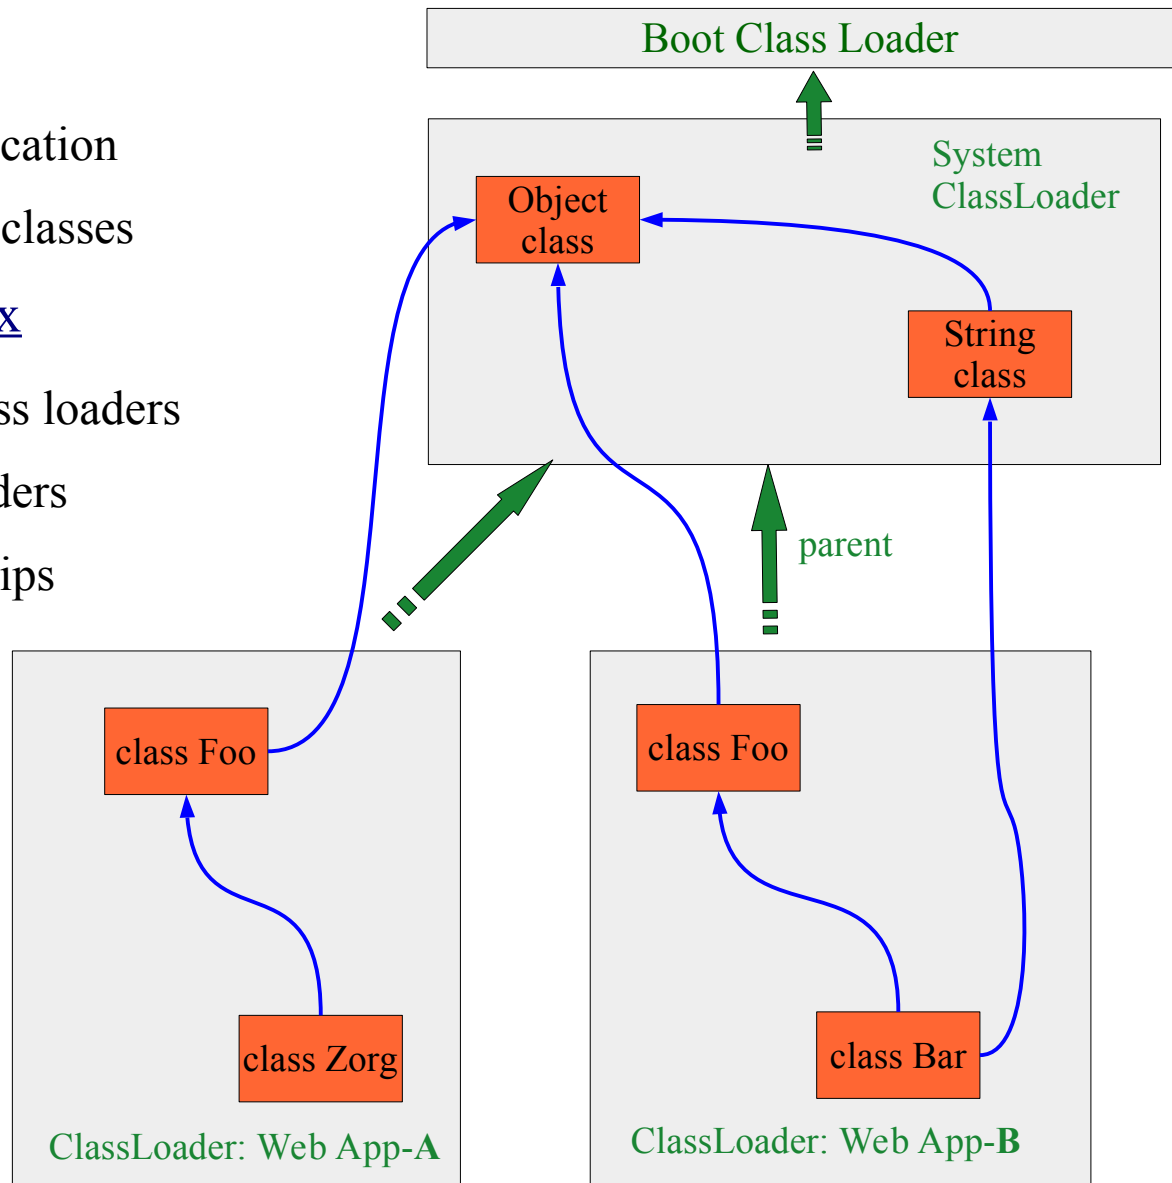 Boot Class Loader
cation
classes
x
ss loaders
ders
ips
System
ClassLoader
Object
class
String
class
parent
class Foo
class Zorg
ClassLoader: Web App-A
class Foo
class Bar
ClassLoader: Web App-B